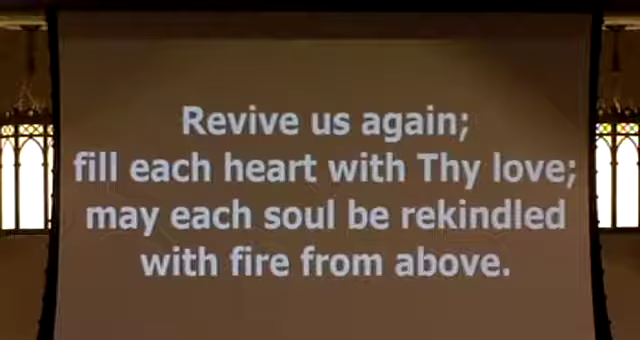 Revive us again;
fill each heart with Thy love;
may each soul be rekindled
with fire from above.